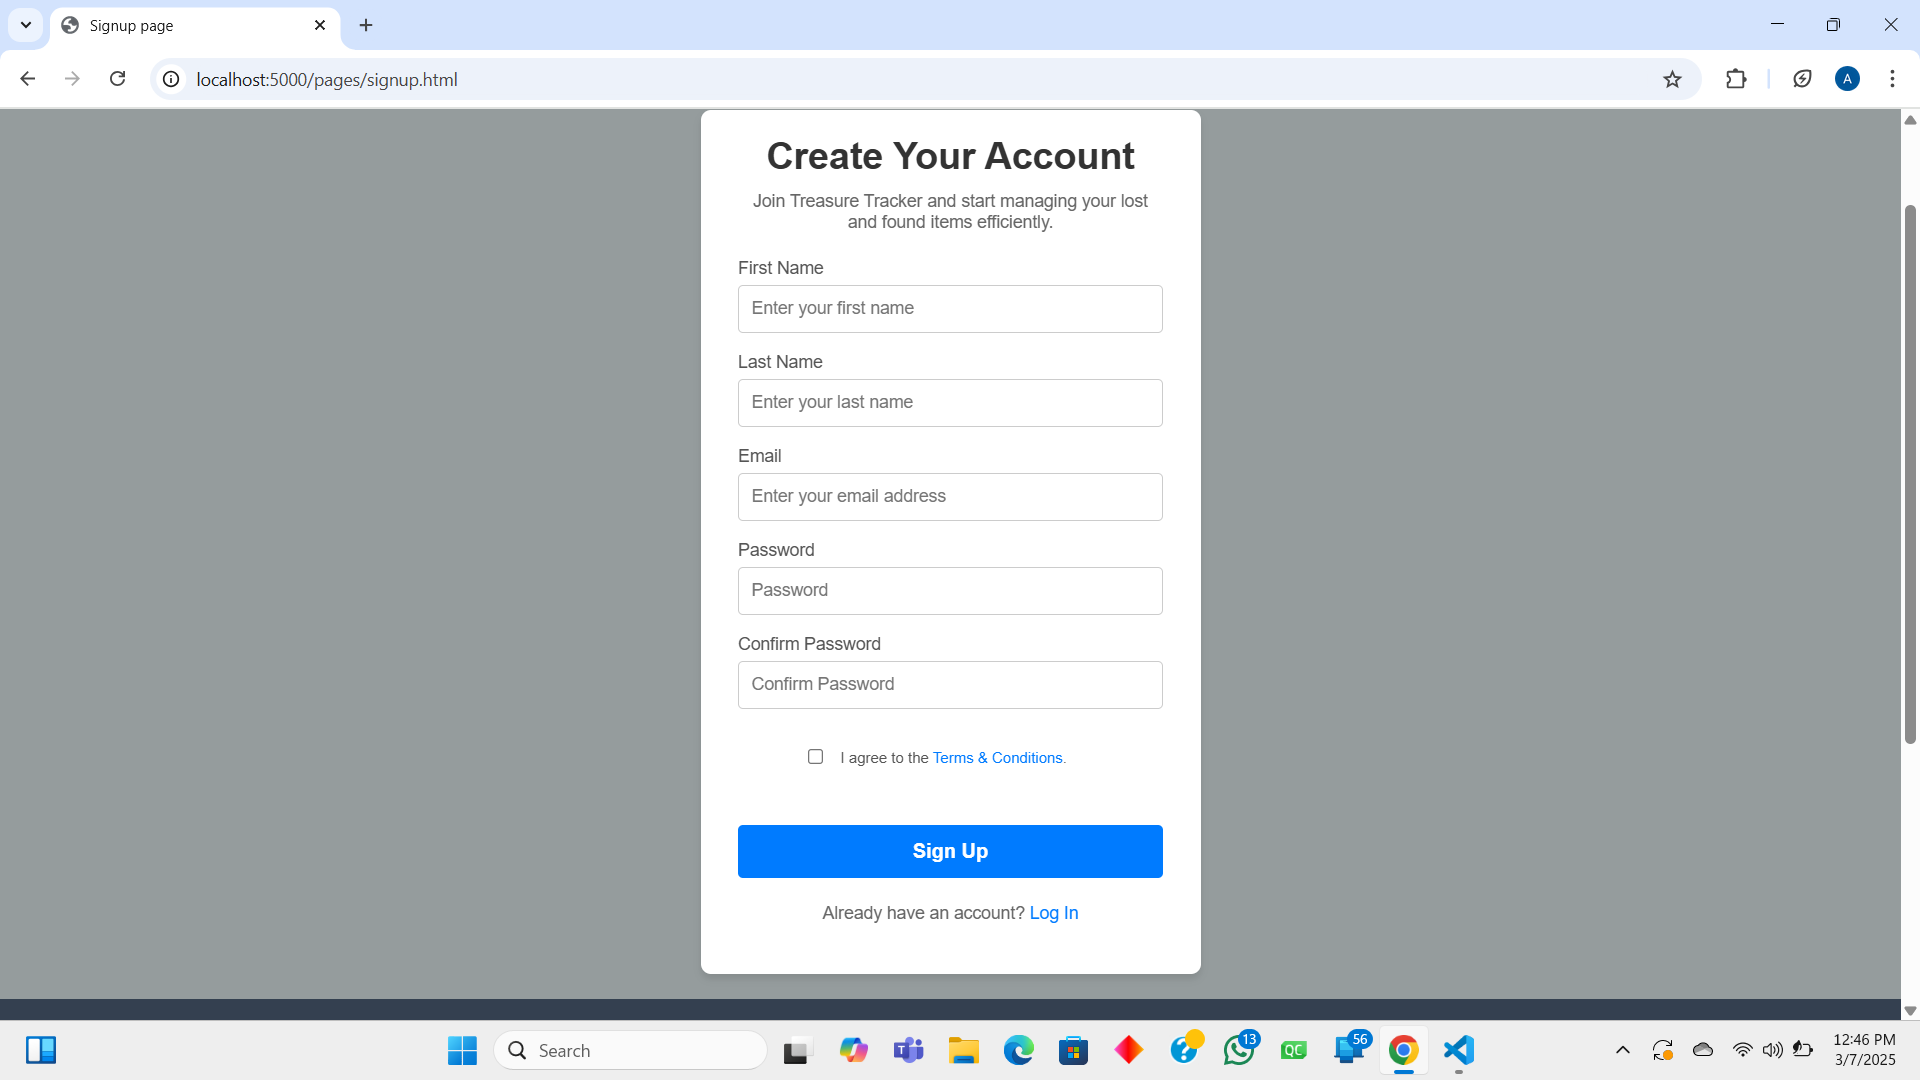 Signup page
localhost:5000/pages/signup.html
A
Create Your Account
Join Treasure Tracker and start managing your lost
and found items efficiently.
First Name
Enter your first name
Last Name
Enter your last name
Email
Enter your email address
Password
Password
Confirm Password
Confirm Password
I agree to the Terms & Conditions.
Sign Up
Already have an account? Log In
Search
T
?
13
QC
56
12:46 PM
3/7/2025